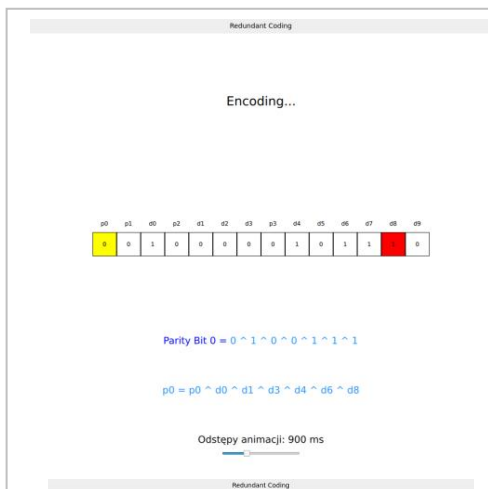 Redundant Coding
Encoding...
p0 p1 d0 p2 d1 d2 d3 p3 d4 d5 d6 d7 d8 d9
0 0 1 0 0 0 0 0 1 0 1 1 1 0
Parity Bit 0 = 0 ^ 1 ^ 0 ^ 0 ^ 1 ^ 1 ^ 1
p0 = p0 ^ d0 ^ d1 ^ d3 ^ d4 ^ d6 ^ d8
Odstępy animacji: 900 ms
Redundant Coding